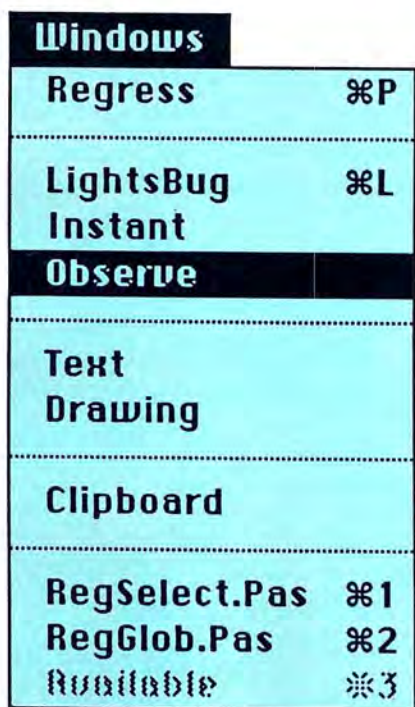 Windows
Regress ⌘P
LightsBug ⌘L
Instant
Observe
Text
Drawing
Clipboard
RegSelect.Pas ⌘1
RegGlob.Pas ⌘2
Available ⌘3